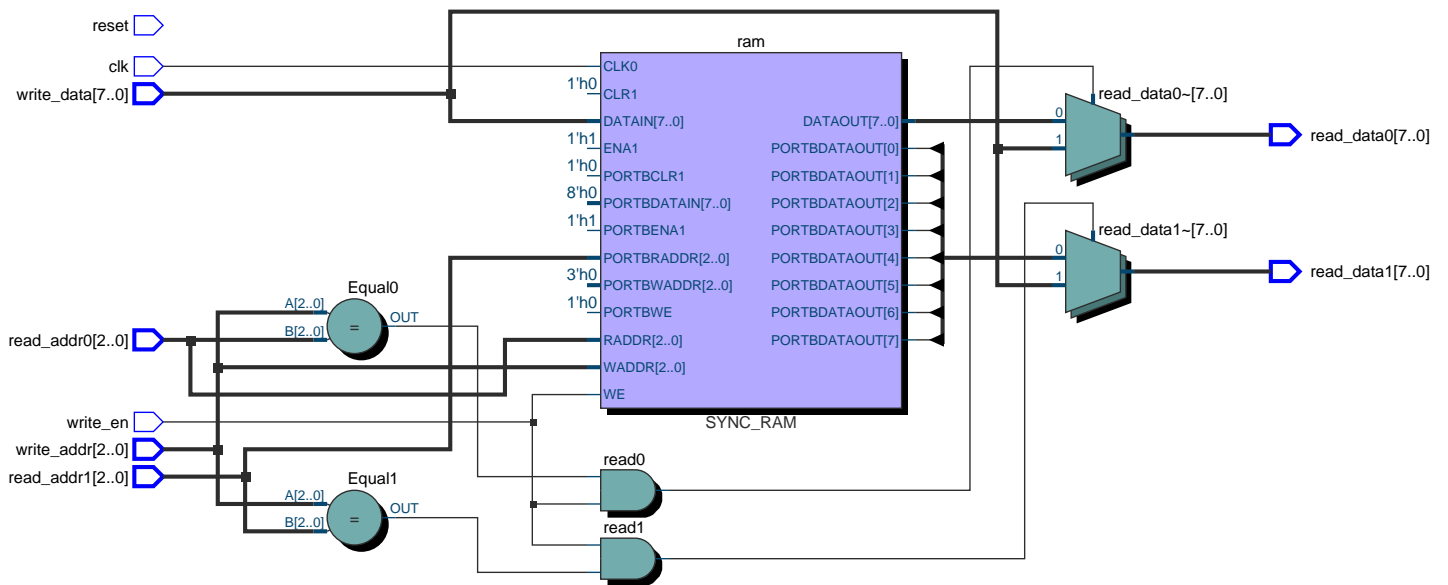 reset
clk
write_data[7..0]
read_addr0[2..0]
write_en
write_addr[2..0]
read_addr1[2..0]
Equal0
A[2..0]
B[2..0]
=
OUT
Equal1
A[2..0]
B[2..0]
=
OUT
ram
CLK0
1'h0
CLR1
DATAIN[7..0]
1'h1
ENA1
1'h0
PORTBCLR1
8'h0
PORTBDATAIN[7..0]
1'h1
PORTBENA1
PORTBRADDR[2..0]
3'h0
PORTBWADDR[2..0]
1'h0
PORTBWE
RADDR[2..0]
WADDR[2..0]
WE
DATAOUT[7..0]
PORTBDATAOUT[0]
PORTBDATAOUT[1]
PORTBDATAOUT[2]
PORTBDATAOUT[3]
PORTBDATAOUT[4]
PORTBDATAOUT[5]
PORTBDATAOUT[6]
PORTBDATAOUT[7]
SYNC_RAM
read0
read1
read_data0~[7..0]
0
1
read_data0[7..0]
read_data1~[7..0]
0
1
read_data1[7..0]